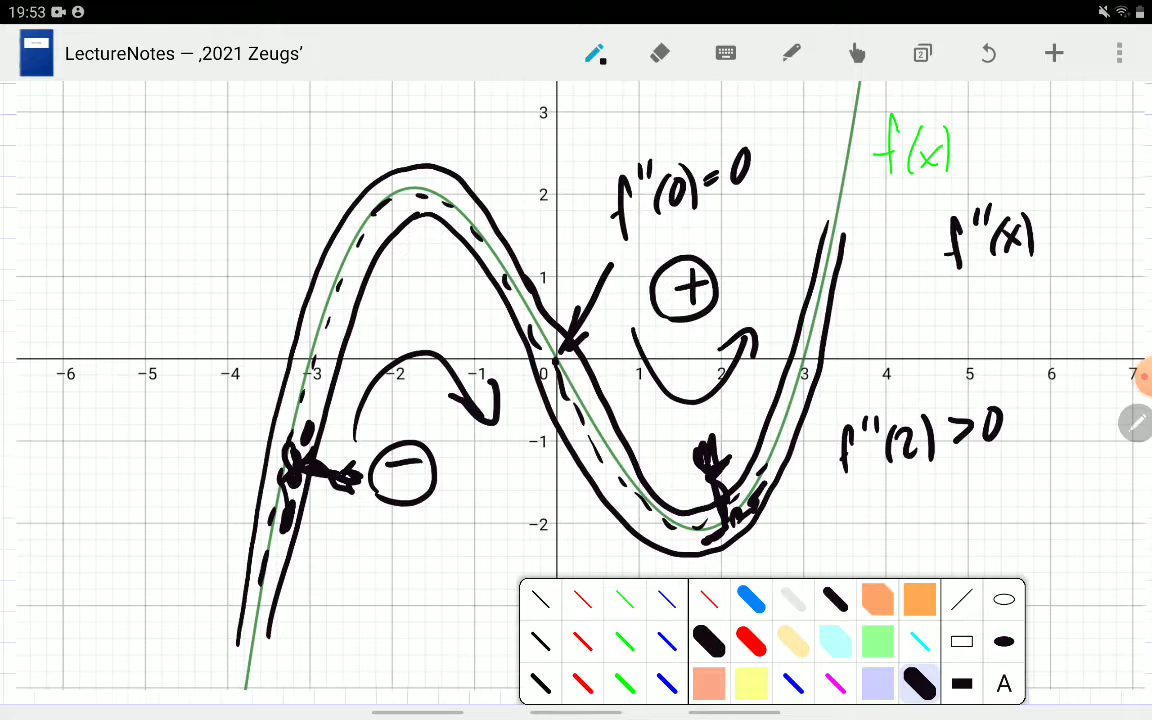 19:53
LectureNotes — ‚2021 Zeugs’
2
3
f(x)
f''(0)=0
2
f''(x)
1
+
−6 −5 −4 −3 −2 −1 0 1 2 3 4 5 6 7
−1
f''(2) >0
−
−2
A